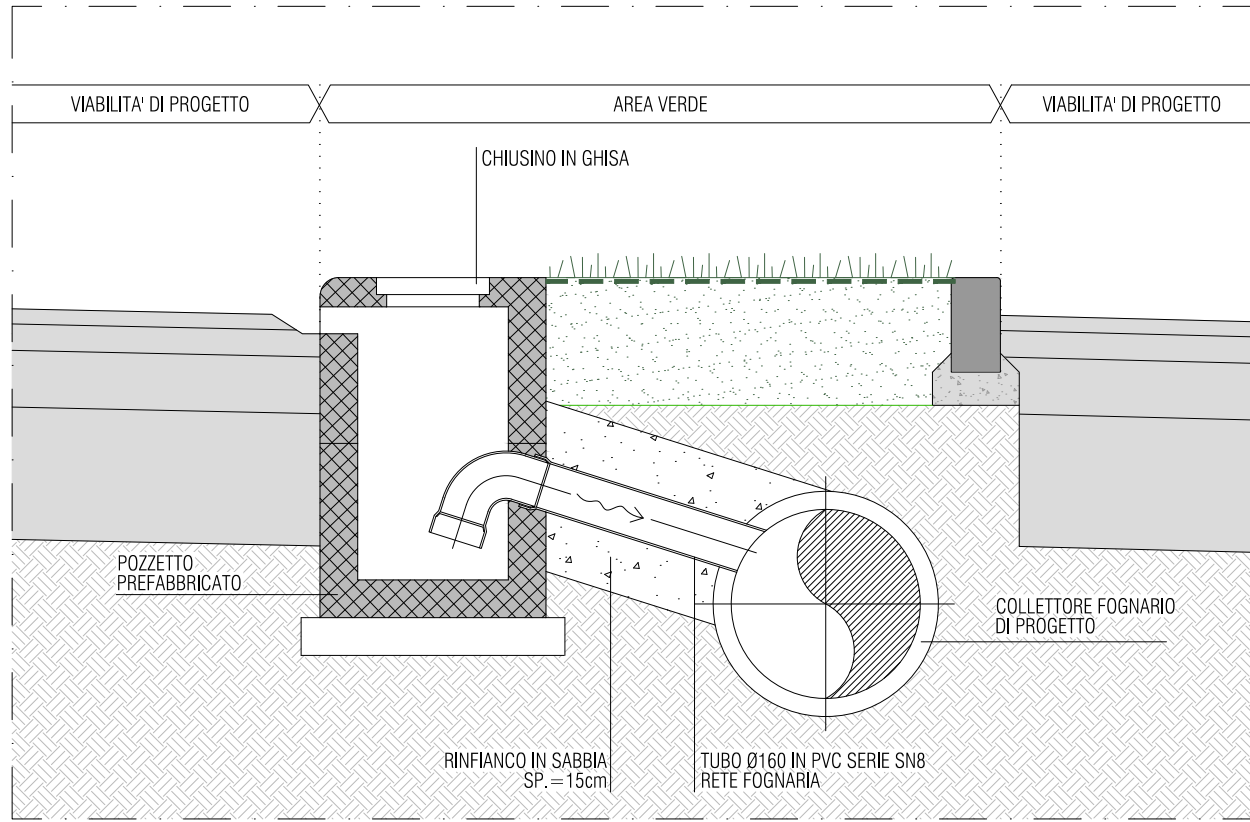 VIABILITA' DI PROGETTO
AREA VERDE
VIABILITA' DI PROGETTO
CHIUSINO IN GHISA
POZZETTO
PREFABBRICATO
COLLETTORE FOGNARIO
DI PROGETTO
RINFIANCO IN SABBIA
SP.=15cm
TUBO Ø160 IN PVC SERIE SN8
RETE FOGNARIA